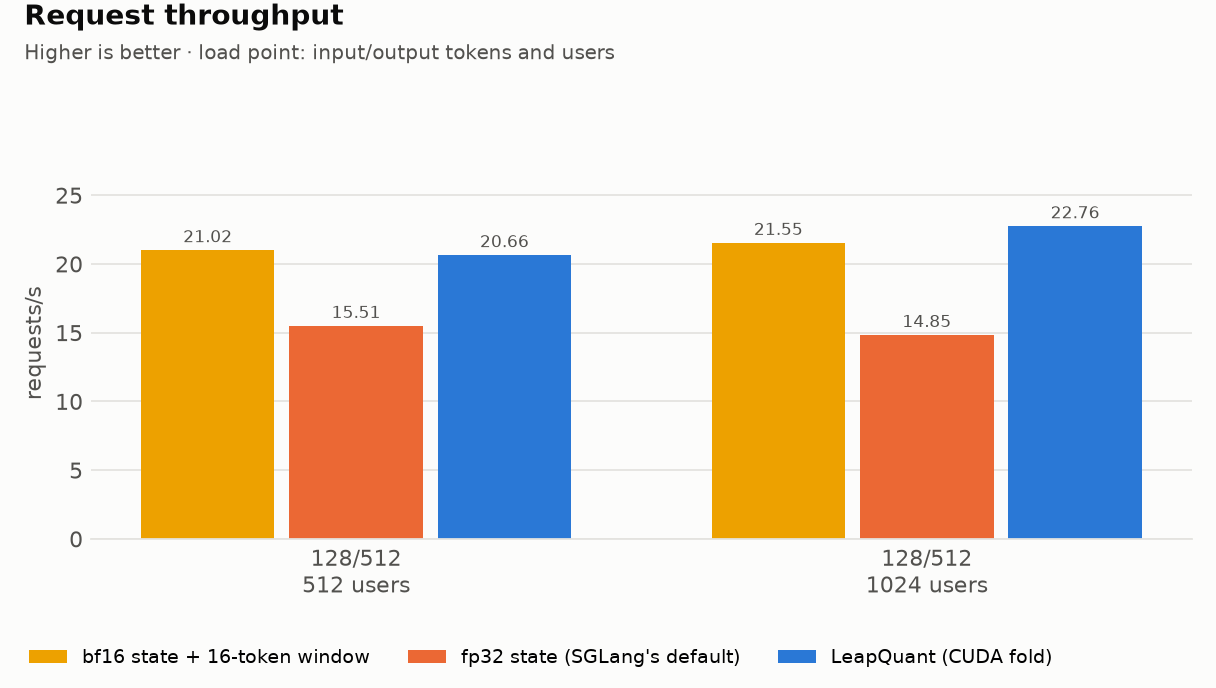 Request throughput
Higher is better · load point: input/output tokens and users
25
20
15
10
5
0
requests/s
21.02
15.51
20.66
21.55
14.85
22.76
128/512
512 users
128/512
1024 users
bf16 state + 16-token window
fp32 state (SGLang's default)
LeapQuant (CUDA fold)